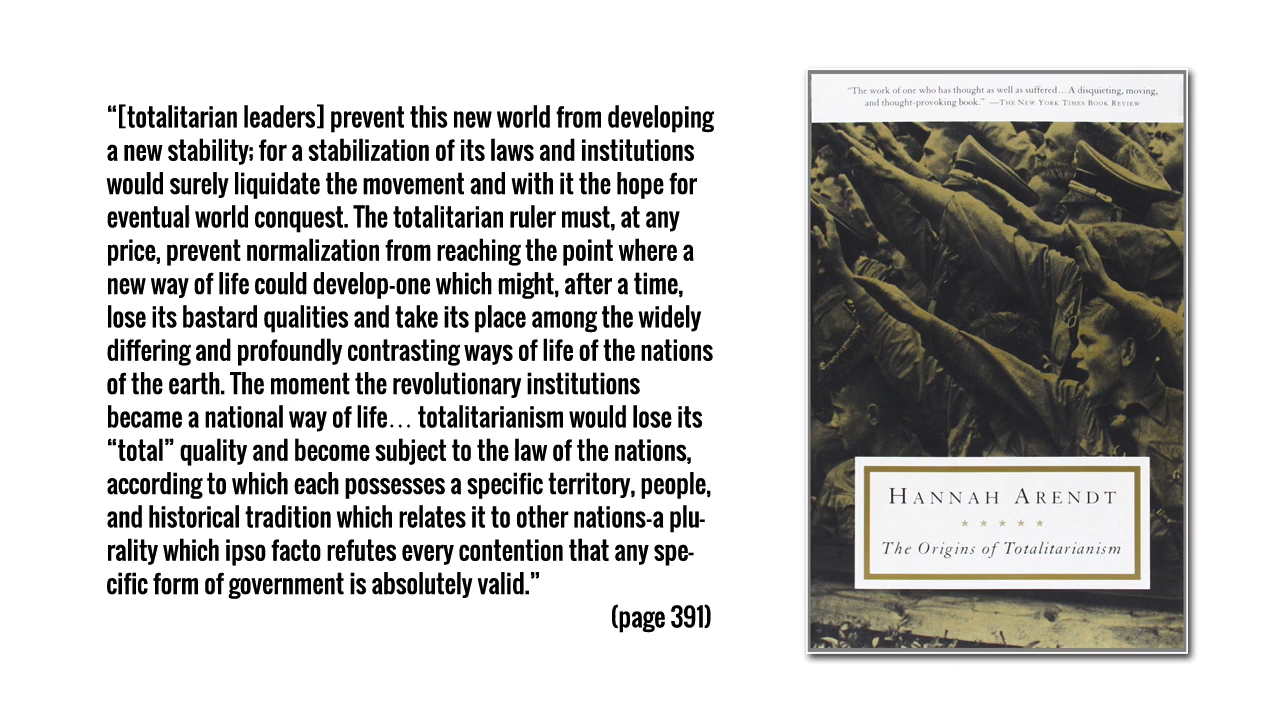 “[totalitarian leaders] prevent this new world from developing
a new stability; for a stabilization of its laws and institutions
would surely liquidate the movement and with it the hope for
eventual world conquest. The totalitarian ruler must, at any
price, prevent normalization from reaching the point where a
new way of life could develop-one which might, after a time,
lose its bastard qualities and take its place among the widely
differing and profoundly contrasting ways of life of the nations
of the earth. The moment the revolutionary institutions
became a national way of life… totalitarianism would lose its
“total” quality and become subject to the law of the nations,
according to which each possesses a specific territory, people,
and historical tradition which relates it to other nations-a plu-
rality which ipso facto refutes every contention that any spe-
cific form of government is absolutely valid.”
(page 391)
“The work of one who has thought as well as suffered…A disquieting, moving,
and thought-provoking book.” —The New York Times Book Review
Hannah Arendt
★ ★ ★ ★ ★
The Origins of Totalitarianism